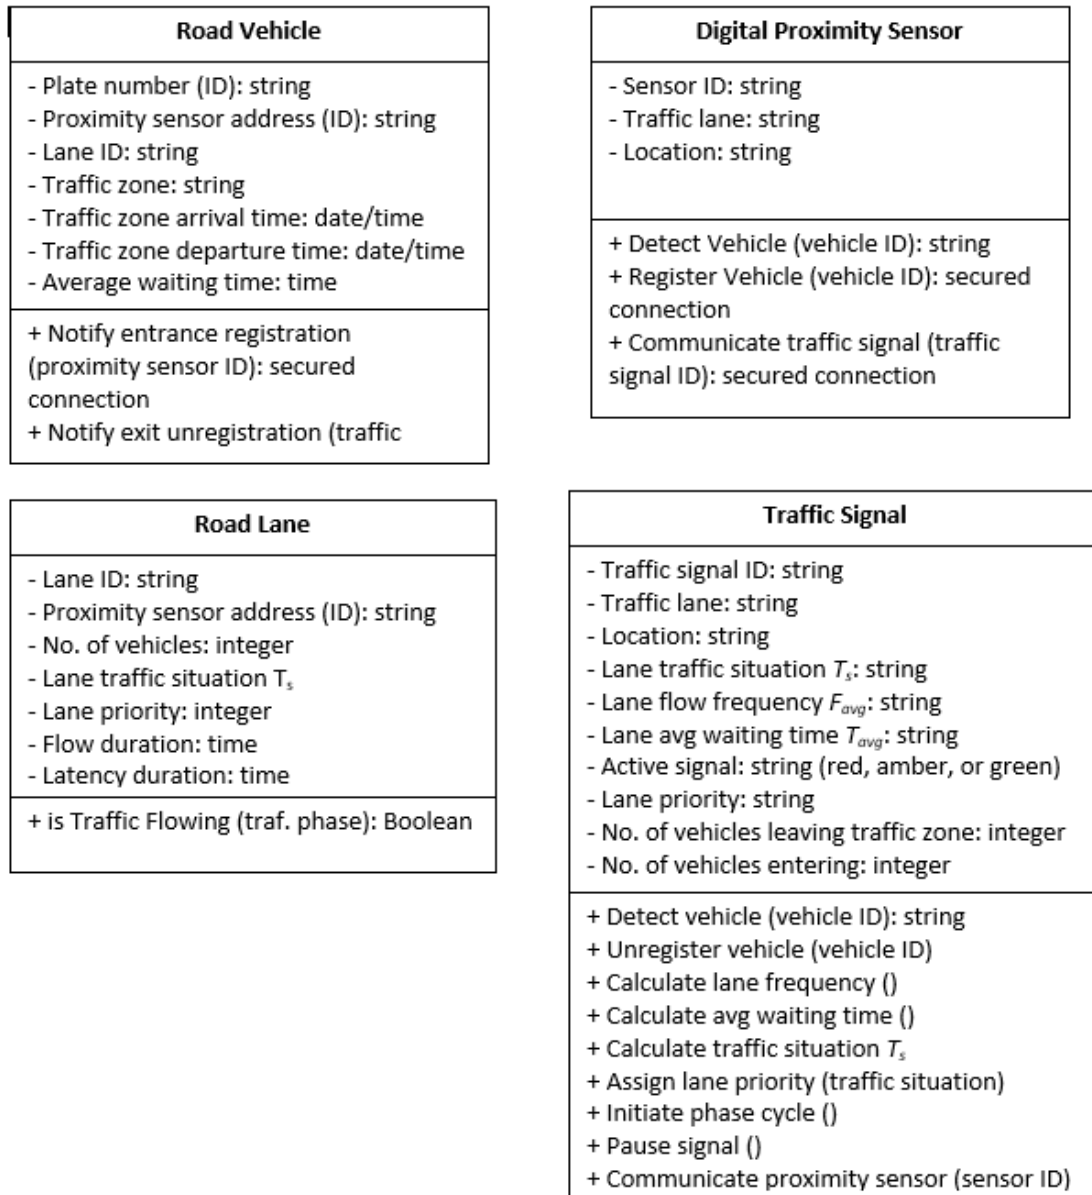 Road Vehicle
- Plate number (ID): string
- Proximity sensor address (ID): string
- Lane ID: string
- Traffic zone: string
- Traffic zone arrival time: date/time
- Traffic zone departure time: date/time
- Average waiting time: time
+ Notify entrance registration
(proximity sensor ID): secured
connection
+ Notify exit unregistration (traffic
Digital Proximity Sensor
- Sensor ID: string
- Traffic lane: string
- Location: string
+ Detect Vehicle (vehicle ID): string
+ Register Vehicle (vehicle ID): secured
connection
+ Communicate traffic signal (traffic
signal ID): secured connection
Road Lane
- Lane ID: string
- Proximity sensor address (ID): string
- No. of vehicles: integer
- Lane traffic situation Ts
- Lane priority: integer
- Flow duration: time
- Latency duration: time
+ is Traffic Flowing (traf. phase): Boolean
Traffic Signal
- Traffic signal ID: string
- Traffic lane: string
- Location: string
- Lane traffic situation Ts: string
- Lane flow frequency Favg: string
- Lane avg waiting time Tavg: string
- Active signal: string (red, amber, or green)
- Lane priority: string
- No. of vehicles leaving traffic zone: integer
- No. of vehicles entering: integer
+ Detect vehicle (vehicle ID): string
+ Unregister vehicle (vehicle ID)
+ Calculate lane frequency ()
+ Calculate avg waiting time ()
+ Calculate traffic situation Ts
+ Assign lane priority (traffic situation)
+ Initiate phase cycle ()
+ Pause signal ()
+ Communicate proximity sensor (sensor ID)